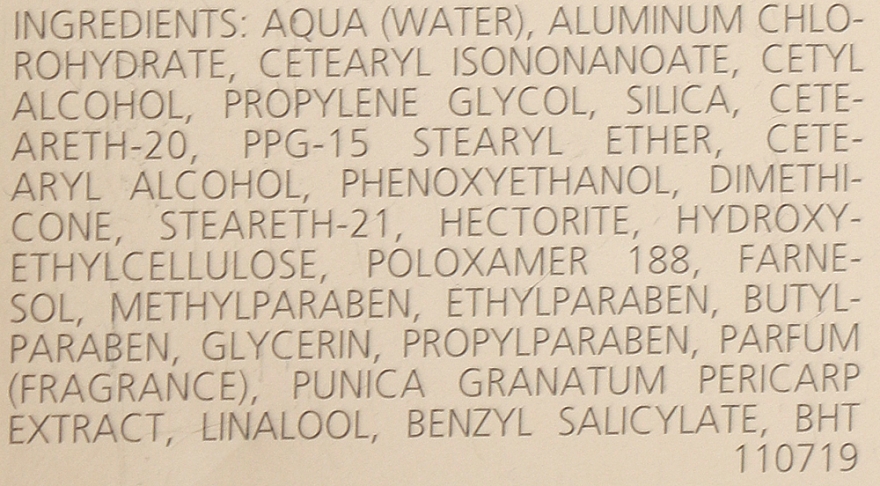 INGREDIENTS: AQUA (WATER), ALUMINUM CHLO-
ROHYDRATE, CETEARYL ISONONANOATE, CETYL
ALCOHOL, PROPYLENE GLYCOL, SILICA, CETE-
ARETH-20, PPG-15 STEARYL ETHER, CETE-
ARYL ALCOHOL, PHENOXYETHANOL, DIMETHI-
CONE, STEARETH-21, HECTORITE, HYDROXY-
ETHYLCELLULOSE, POLOXAMER 188, FARNE-
SOL, METHYLPARABEN, ETHYLPARABEN, BUTYL-
PARABEN, GLYCERIN, PROPYLPARABEN, PARFUM
(FRAGRANCE), PUNICA GRANATUM PERICARP
EXTRACT, LINALOOL, BENZYL SALICYLATE, BHT
110719